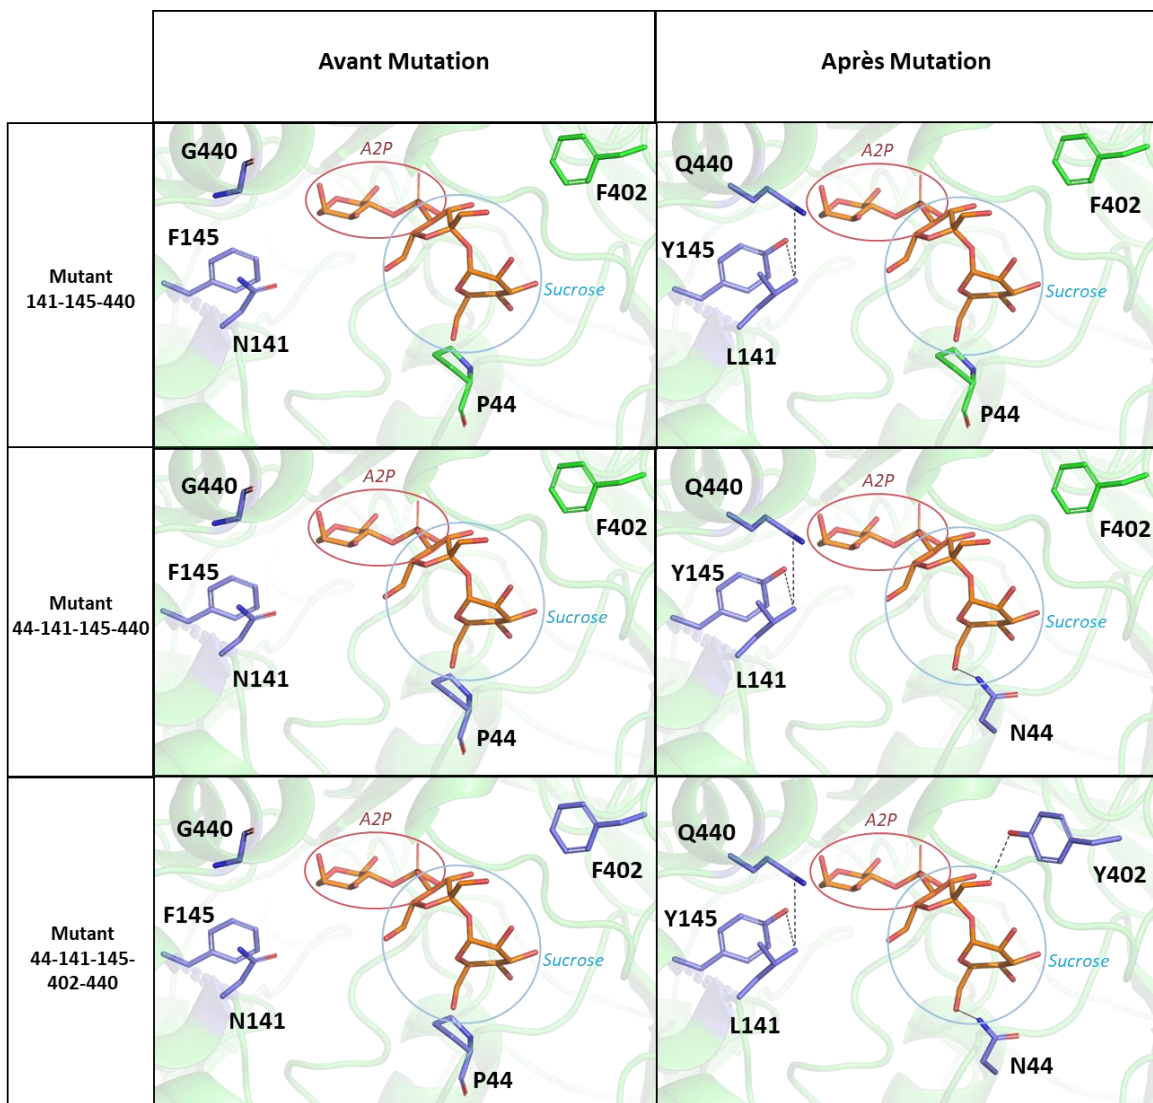 Avant Mutation
Après Mutation
Mutant
141-145-440
G440
A2P
F402
F145
Sucrose
N141
P44
Q440
A2P
F402
Y145
Sucrose
L141
P44
Mutant
44-141-145-440
G440
A2P
F402
F145
Sucrose
N141
P44
Q440
A2P
F402
Y145
Sucrose
L141
N44
Mutant
44-141-145-
402-440
G440
A2P
F402
F145
Sucrose
N141
P44
Q440
A2P
Y402
Y145
Sucrose
L141
N44